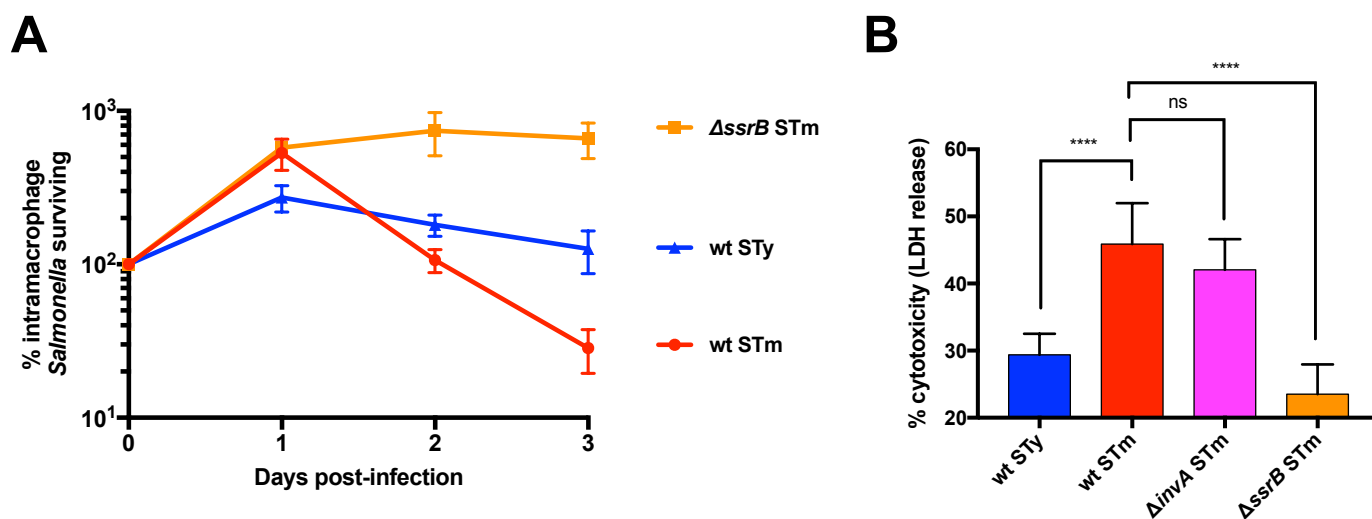 A
% intramacrophage
Salmonella surviving
10³
10²
10¹
0
1
2
3
Days post-infection
ΔssrB STm
wt STy
wt STm
B
% cytotoxicity (LDH release)
60
50
40
30
20
****
ns
****
wt STy
wt STm
ΔinvA STm
ΔssrB STm